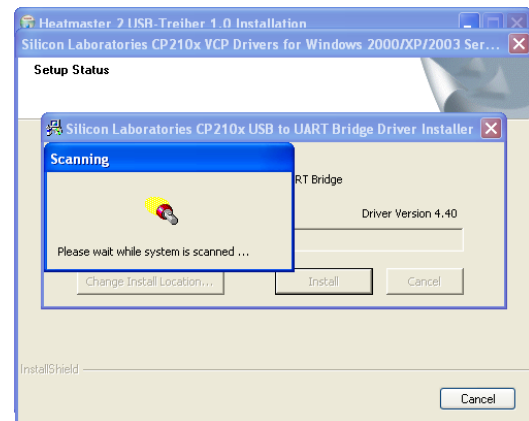 Heatmaster 2 USB-Treiber 1.0 Installation
Silicon Laboratories CP210x VCP Drivers for Windows 2000/XP/2003 Ser...
Setup Status
Silicon Laboratories CP210x USB to UART Bridge Driver Installer
Scanning
RT Bridge
Driver Version 4.40
Please wait while system is scanned ...
Change Install Location...
Install
Cancel
InstallShield
Cancel